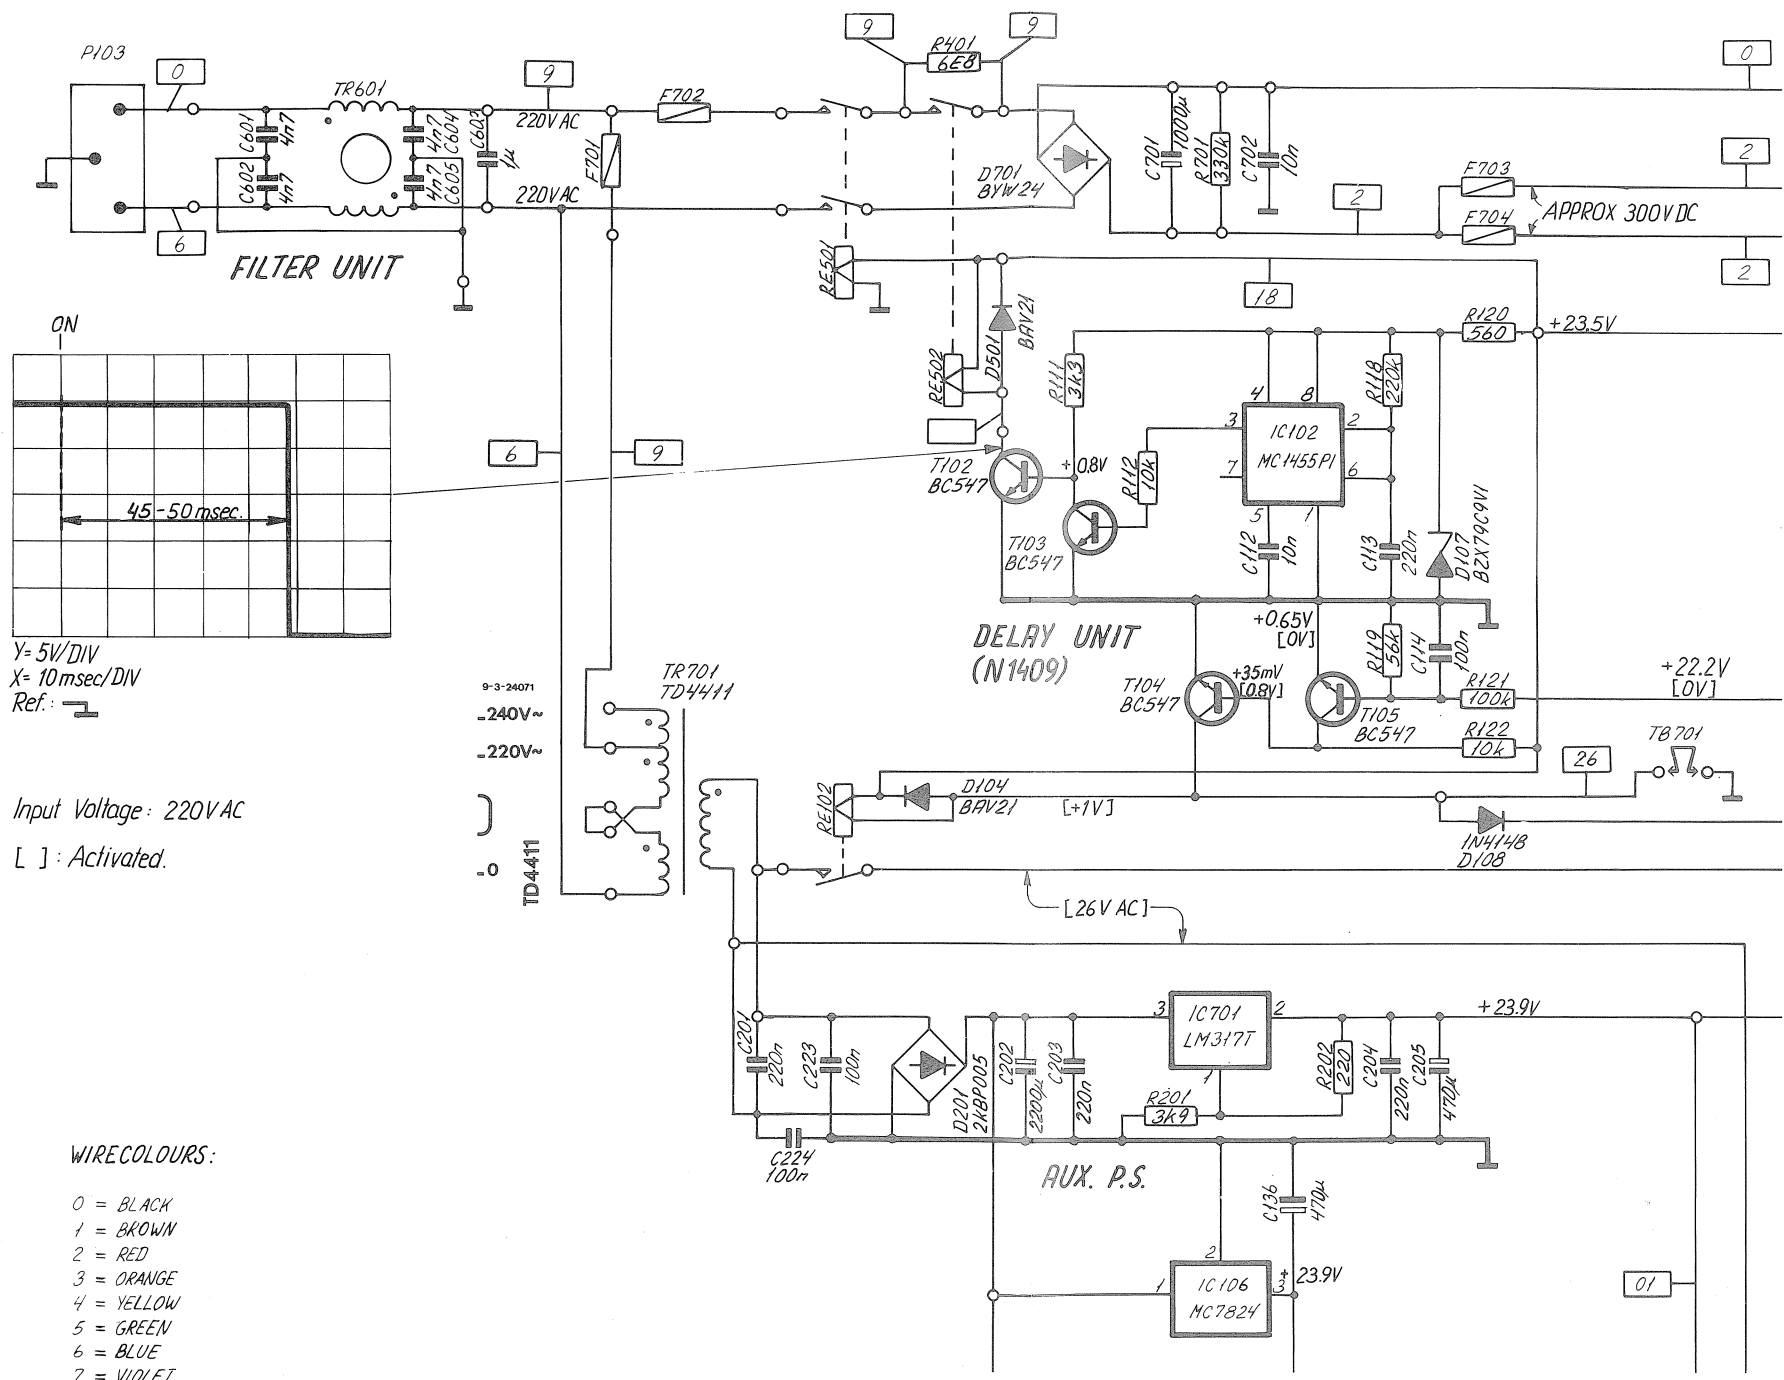 P103
0
TR601
C601
4n7
C602
4n7
4n7
C604
4n7
C605
C603
1µ
6
FILTER UNIT
9
220V AC
220V AC
F701
F702
9
R401
6E8
9
D701
BYW24
C701
1000µ
R701
330k
C702
10n
0
2
F703
F704
APPROX 300V DC
2
2
RE501
18
RE502
D501
BAV21
R111
3k3
R120
560
+23.5V
4
8
R118
220k
3
IC102
MC1455P1
2
7
6
5
1
T102
BC547
+0.8V
R112
10k
T103
BC547
C112
10n
C113
220n
D107
BZX79C9V1
DELAY UNIT
(N1409)
+0.65V
[0V]
R119
56k
C114
100n
+22.2V
[0V]
T104
BC547
+35mV
[0.8V]
T105
BC547
R121
100k
R122
10k
26
TB701
ON
45-50 msec.
Y= 5V/DIV
X= 10 msec/DIV
Ref.:
6
9
9-3-24071
-240V~
-220V~
-0
TD4411
TR701
TD4411
Input Voltage: 220V AC
[ ]: Activated.
RE102
D104
BAV21
[+1V]
1N4148
D108
[26V AC]
C201
220n
C223
100n
D201
2KBP005
C202
2200µ
C203
220n
3
IC701
LM317T
2
1
R201
3k9
R202
220
C204
220n
C205
470µ
+23.9V
C224
100n
AUX. P.S.
C136
470µ
2
1
IC106
MC7824
3
+23.9V
01
WIRECOLOURS:
0 = BLACK
1 = BROWN
2 = RED
3 = ORANGE
4 = YELLOW
5 = GREEN
6 = BLUE
7 = VIOLET